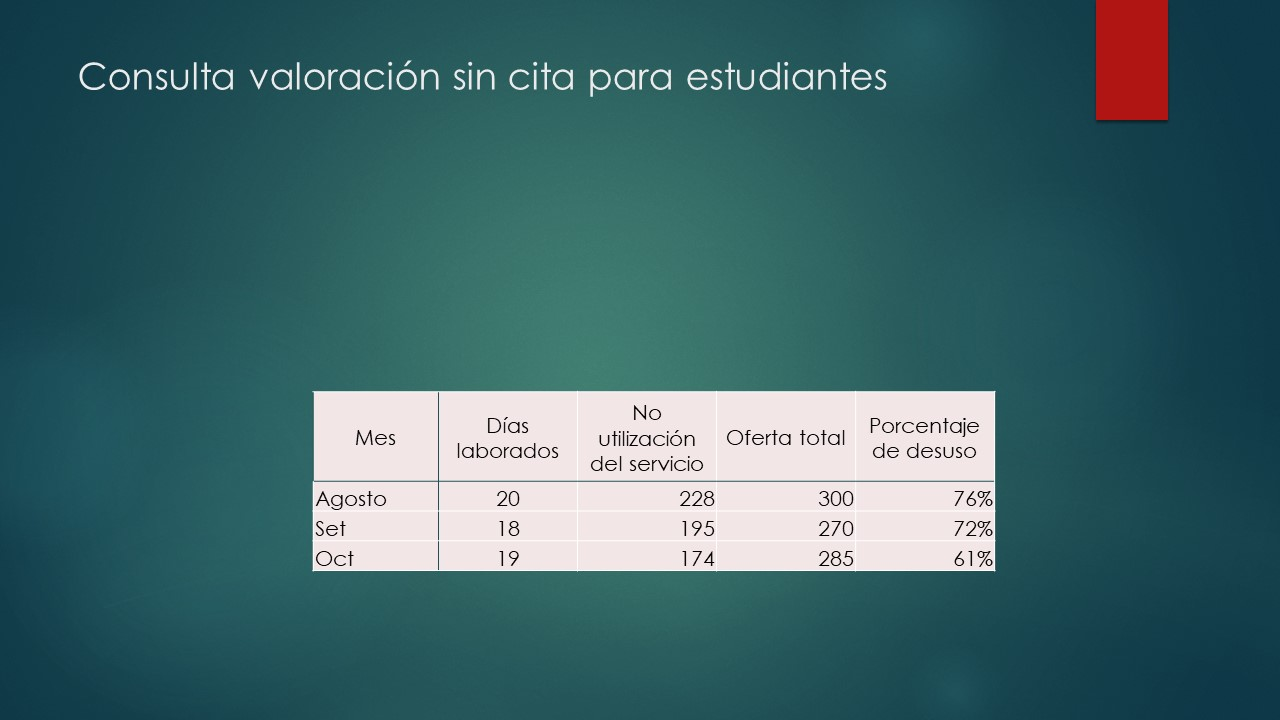 Consulta valoración sin cita para estudiantes
Mes Días laborados No utilización del servicio Oferta total Porcentaje de desuso
Agosto 20 228 300 76%
Set 18 195 270 72%
Oct 19 174 285 61%